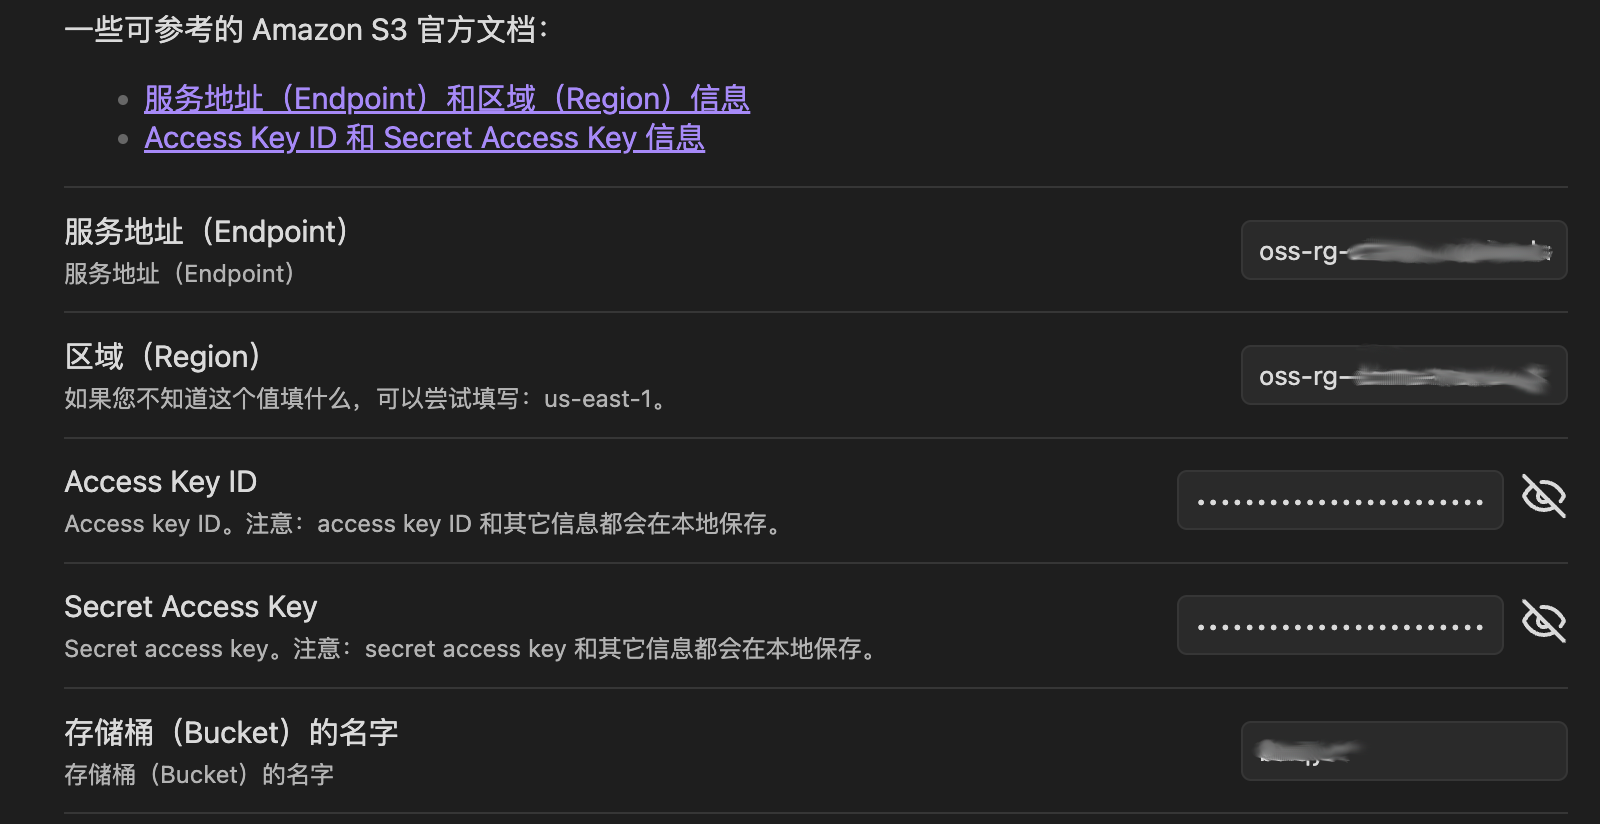 一些可参考的 Amazon S3 官方文档：
服务地址（Endpoint）和区域（Region）信息
Access Key ID 和 Secret Access Key 信息
服务地址（Endpoint）
服务地址（Endpoint）
oss-rg-
区域（Region）
如果您不知道这个值填什么，可以尝试填写：us-east-1。
oss-rg-
Access Key ID
Access key ID。注意：access key ID 和其它信息都会在本地保存。
Secret Access Key
Secret access key。注意：secret access key 和其它信息都会在本地保存。
存储桶（Bucket）的名字
存储桶（Bucket）的名字